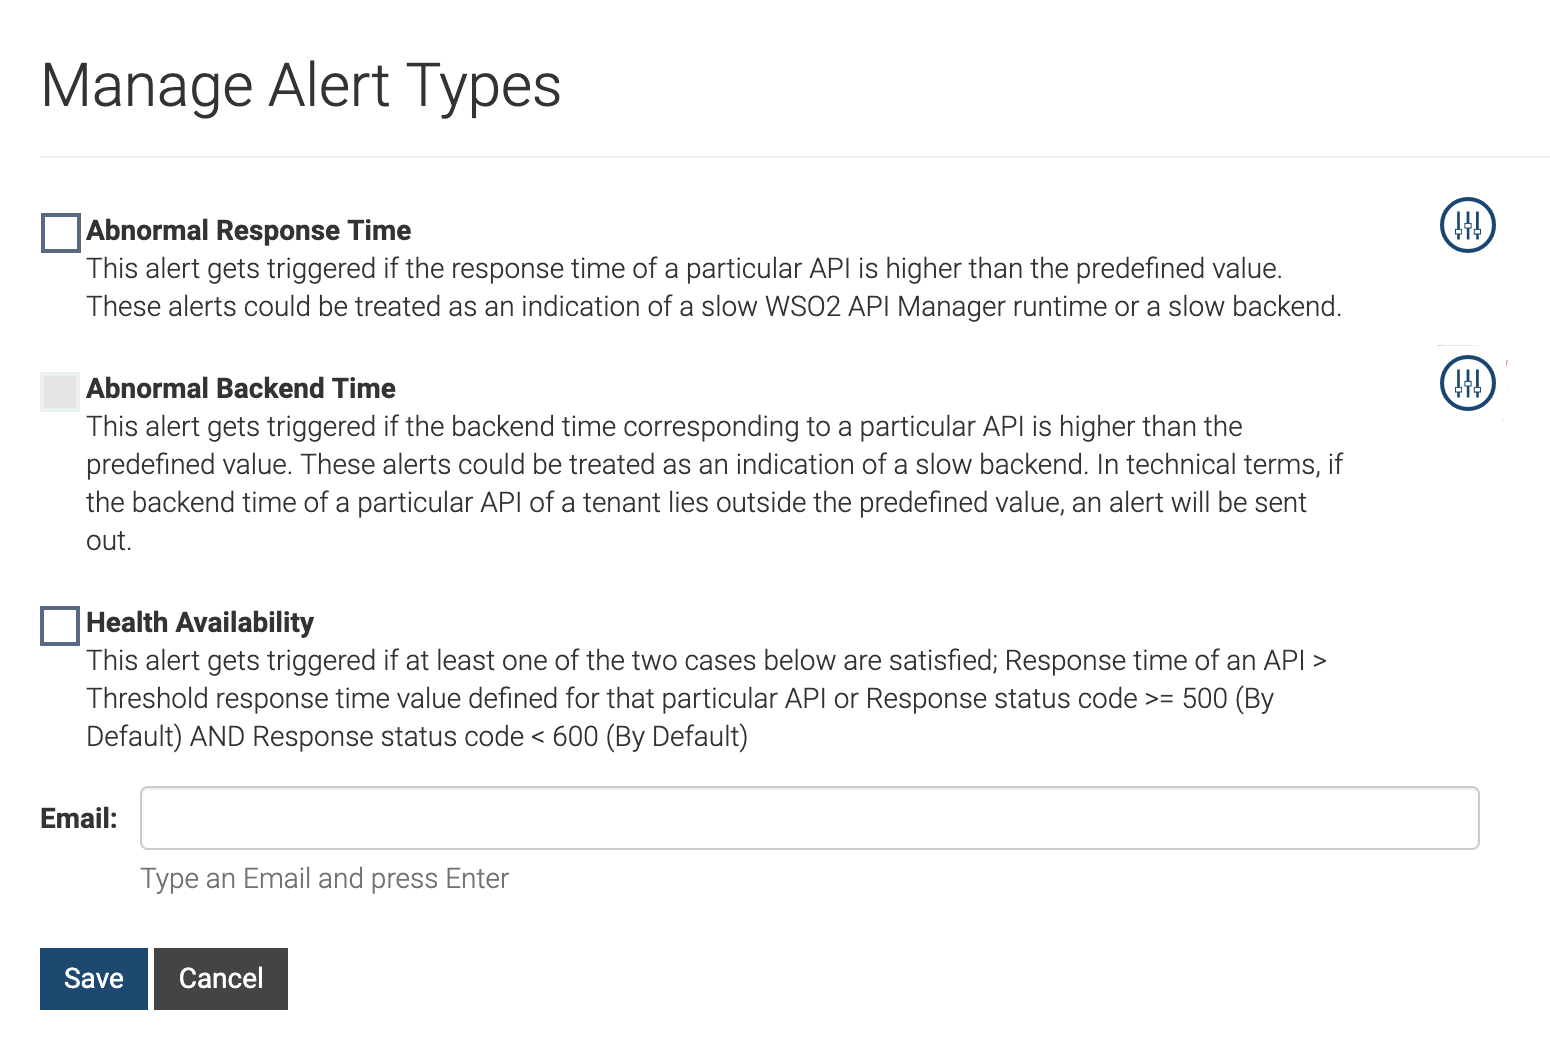 Manage Alert Types
Abnormal Response Time
This alert gets triggered if the response time of a particular API is higher than the predefined value.
These alerts could be treated as an indication of a slow WSO2 API Manager runtime or a slow backend.
Abnormal Backend Time
This alert gets triggered if the backend time corresponding to a particular API is higher than the
predefined value. These alerts could be treated as an indication of a slow backend. In technical terms, if
the backend time of a particular API of a tenant lies outside the predefined value, an alert will be sent
out.
Health Availability
This alert gets triggered if at least one of the two cases below are satisfied; Response time of an API >
Threshold response time value defined for that particular API or Response status code >= 500 (By
Default) AND Response status code < 600 (By Default)
Email:
Type an Email and press Enter
Save Cancel